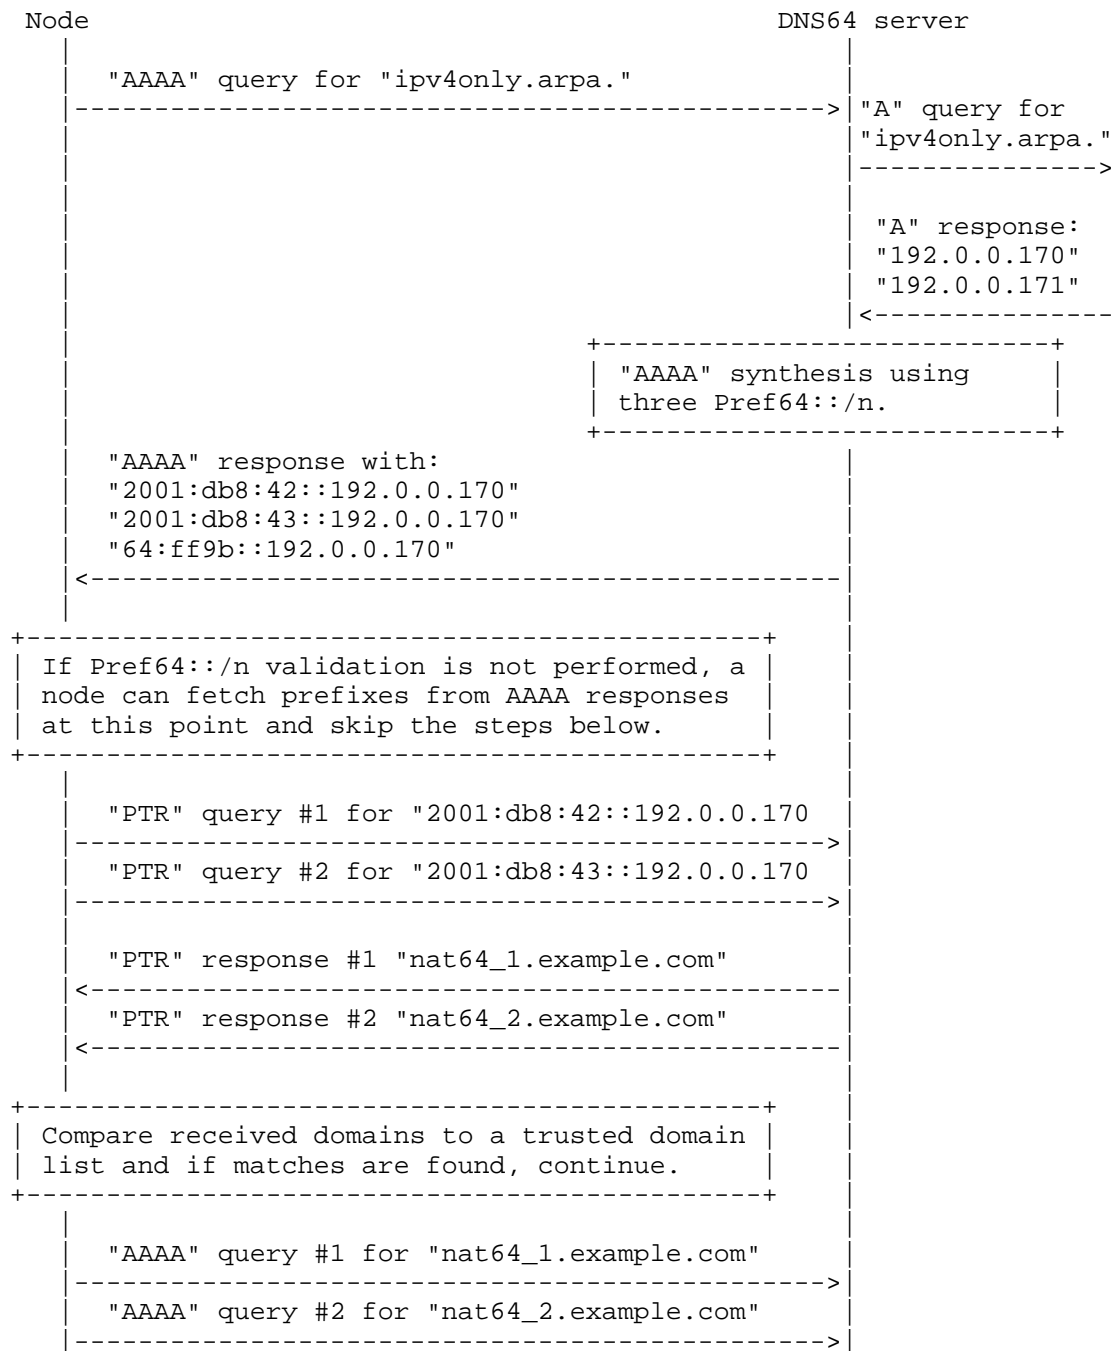 Node DNS64 server
"AAAA" query for "ipv4only.arpa."
"A" query for
"ipv4only.arpa."
"A" response:
"192.0.0.170"
"192.0.0.171"
"AAAA" synthesis using
three Pref64::/n.
"AAAA" response with:
"2001:db8:42::192.0.0.170"
"2001:db8:43::192.0.0.170"
"64:ff9b::192.0.0.170"
If Pref64::/n validation is not performed, a
node can fetch prefixes from AAAA responses
at this point and skip the steps below.
"PTR" query #1 for "2001:db8:42::192.0.0.170
"PTR" query #2 for "2001:db8:43::192.0.0.170
"PTR" response #1 "nat64_1.example.com"
"PTR" response #2 "nat64_2.example.com"
Compare received domains to a trusted domain
list and if matches are found, continue.
"AAAA" query #1 for "nat64_1.example.com"
"AAAA" query #2 for "nat64_2.example.com"